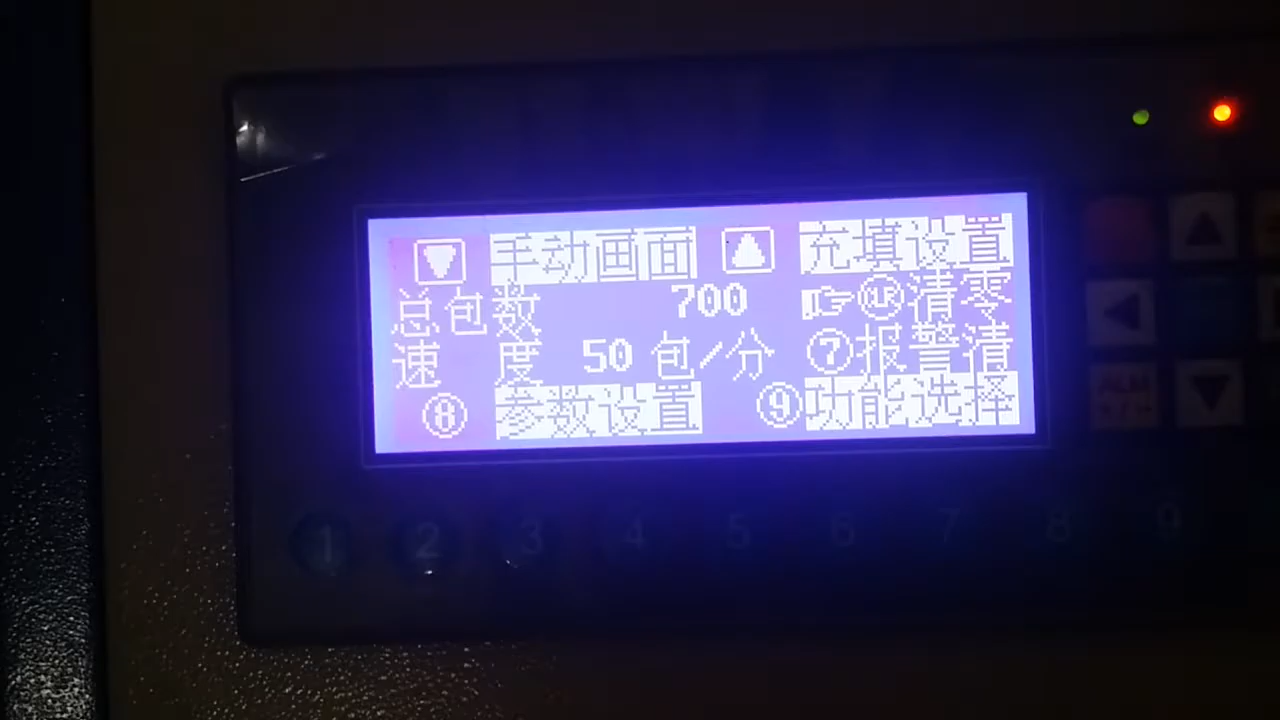 ▼ 手动画面 ▲ 充填设置
总包数 700 CLR清零
速 度 50 包/分 ⑦报警清
⑧ 参数设置 ⑨功能选择
1 2 3 4 5 6 7 8 9